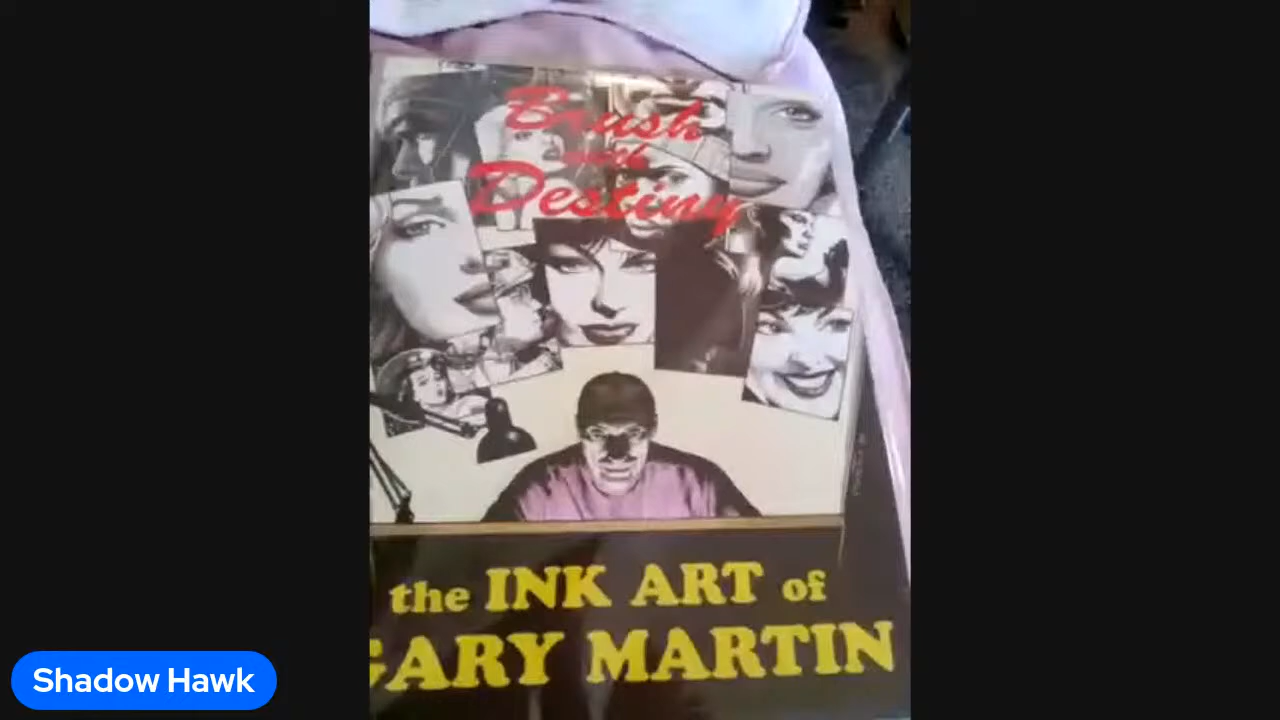 Brush
with
Destiny
the INK ART of
GARY MARTIN
Shadow Hawk